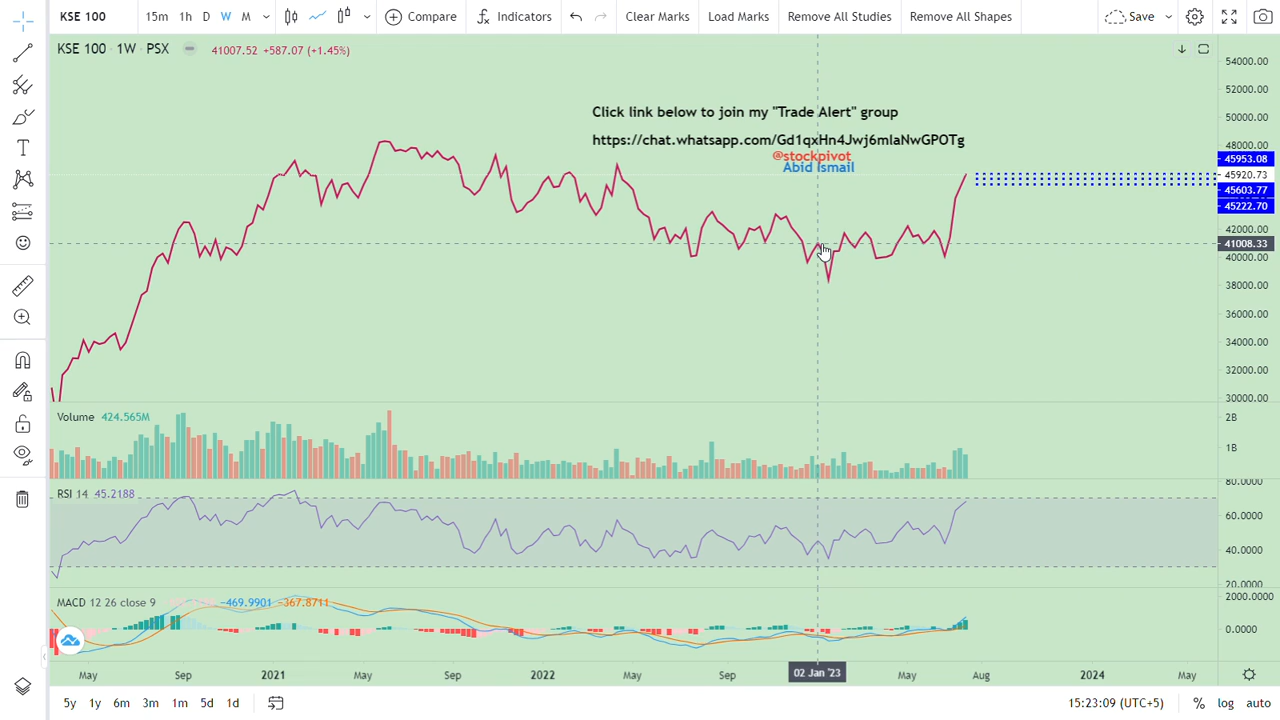 KSE 100 15m 1h D W M Compare Indicators Clear Marks Load Marks Remove All Studies Remove All Shapes Save
KSE 100 · 1W · PSX 41007.52 +587.07 (+1.45%)
Click link below to join my "Trade Alert" group
https://chat.whatsapp.com/Gd1qxHn4Jwj6mlaNwGPOTg
@stockpivot
Abid Ismail
54000.00
52000.00
50000.00
48000.00
45953.08
45920.73
45603.77
45222.70
42000.00
41008.33
40000.00
38000.00
36000.00
34000.00
32000.00
30000.00
Volume 424.565M
2B
1B
RSI 14 45.2188
80.0000
60.0000
40.0000
20.0000
MACD 12 26 close 9 −469.9901 −367.8711
2000.0000
0.0000
May Sep 2021 May Sep 2022 May Sep 02 Jan '23 May Aug 2024 May
5y 1y 6m 3m 1m 5d 1d 15:23:09 (UTC+5) % log auto